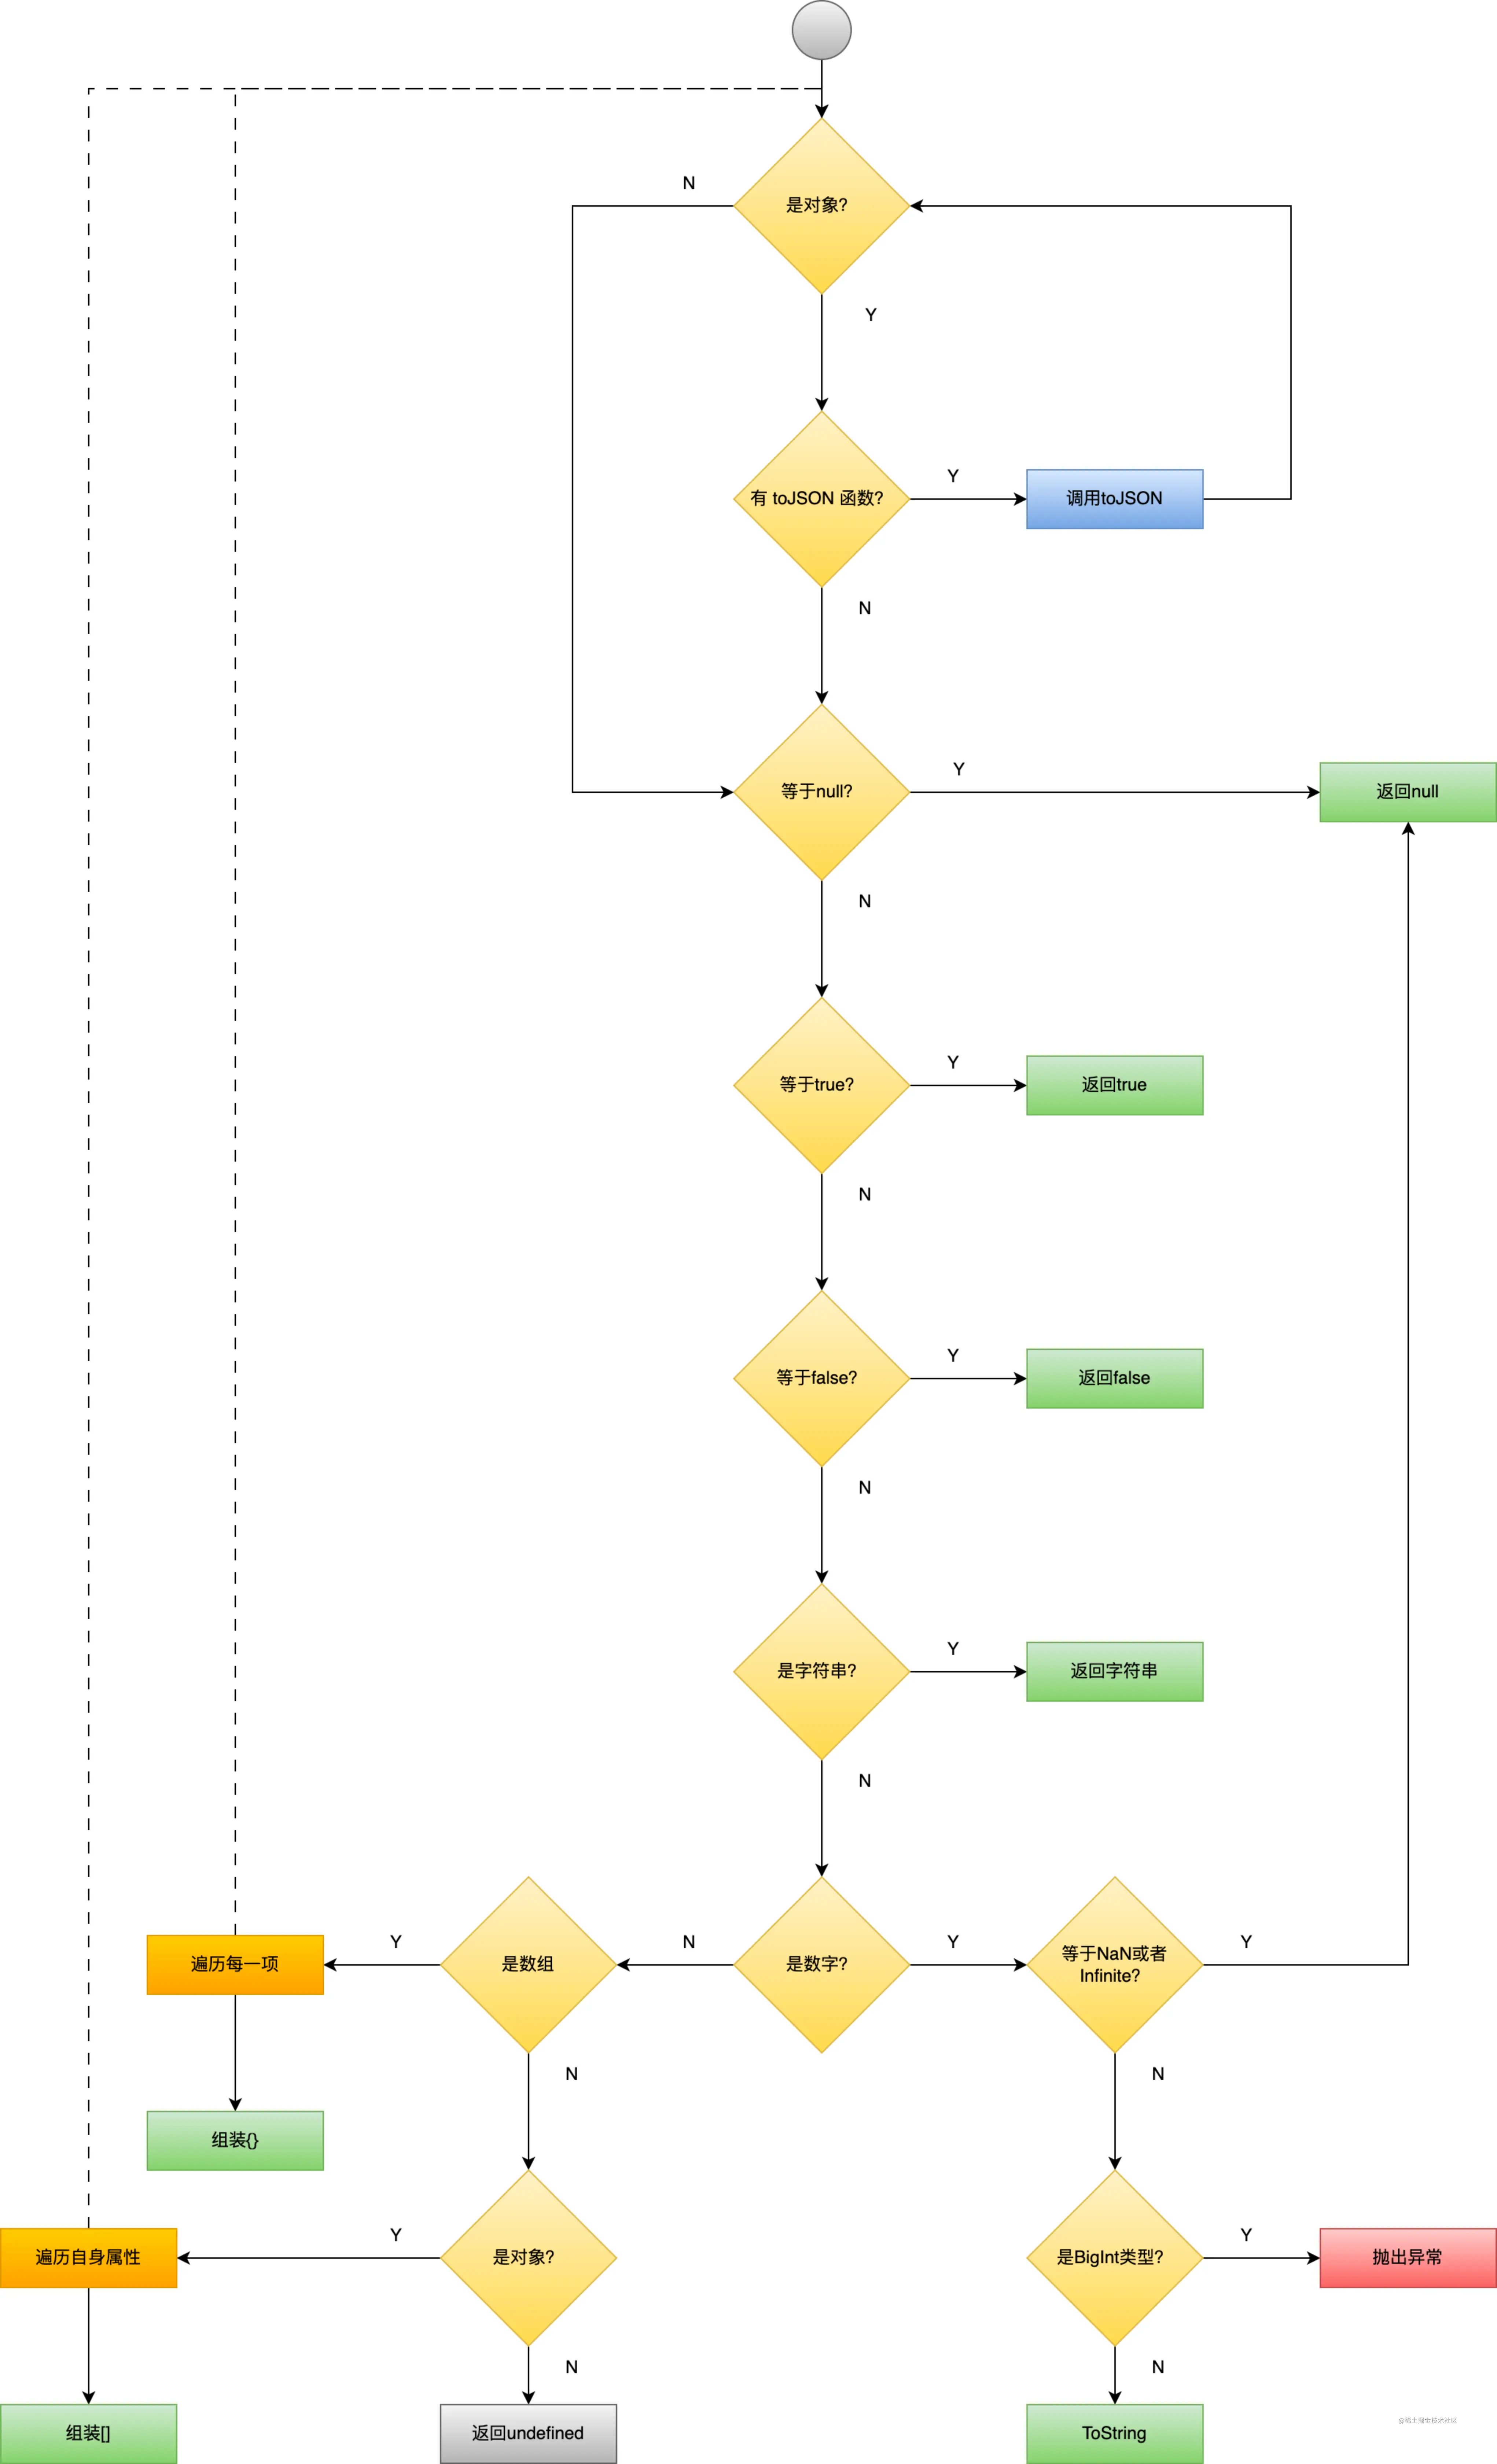 N
是对象?
Y
有 toJSON 函数?
Y
调用toJSON
N
等于null?
Y
返回null
N
等于true?
Y
返回true
N
等于false?
Y
返回false
N
是字符串?
Y
返回字符串
N
遍历每一项
Y
是数组
N
是数字?
Y
等于NaN或者
Infinite?
Y
N
N
组装{}
遍历自身属性
Y
是对象?
是BigInt类型?
Y
抛出异常
N
N
组装[]
返回undefined
ToString
@稀土掘金技术社区